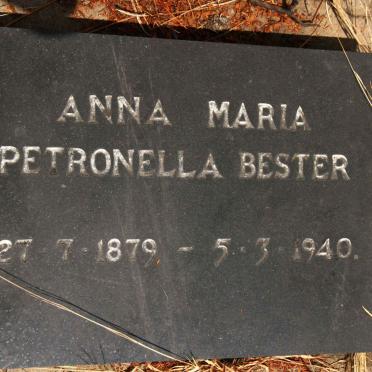 ANNA MARIA
PETRONELLA BESTER
27·7·1879 – 5·3·1940.